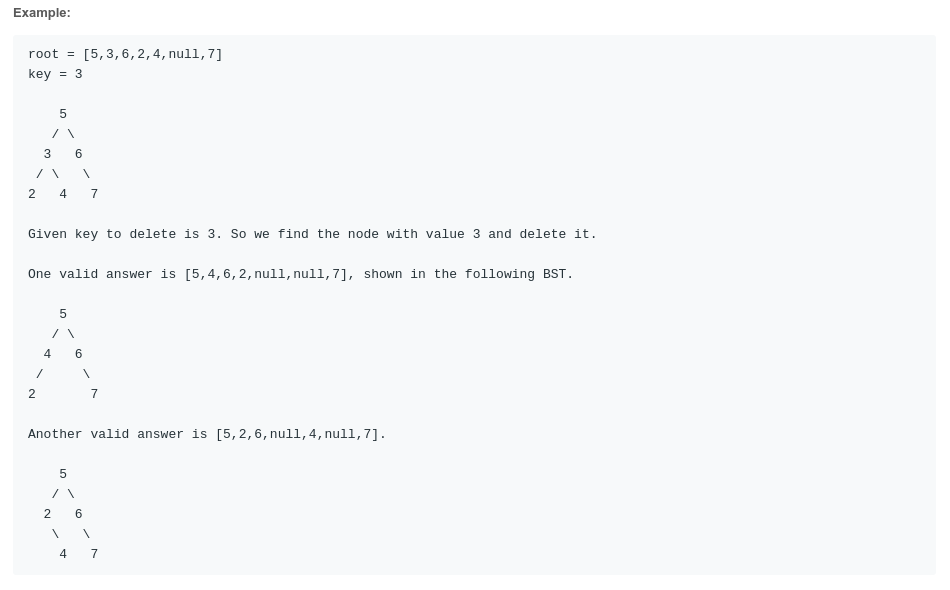 Example:
root = [5,3,6,2,4,null,7]
key = 3
    5
   / \
  3   6
 / \   \
2   4   7
Given key to delete is 3. So we find the node with value 3 and delete it.
One valid answer is [5,4,6,2,null,null,7], shown in the following BST.
    5
   / \
  4   6
 /     \
2       7
Another valid answer is [5,2,6,null,4,null,7].
    5
   / \
  2   6
   \   \
    4   7